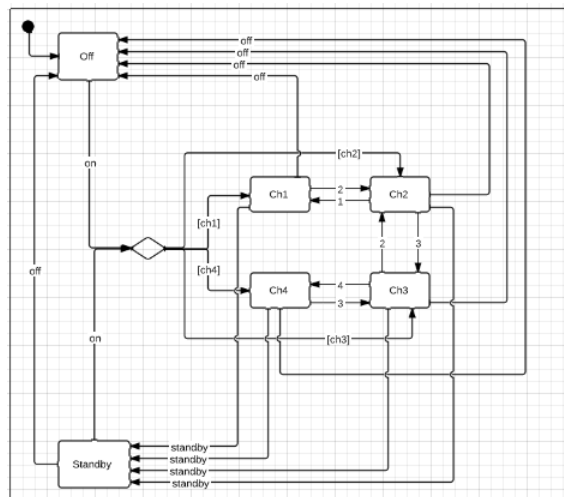 off
Off
off
off
off
on
[ch2]
Ch1
2
Ch2
1
[ch1]
[ch4]
2
3
off
Ch4
4
Ch3
3
on
[ch3]
standby
Standby
standby
standby
standby